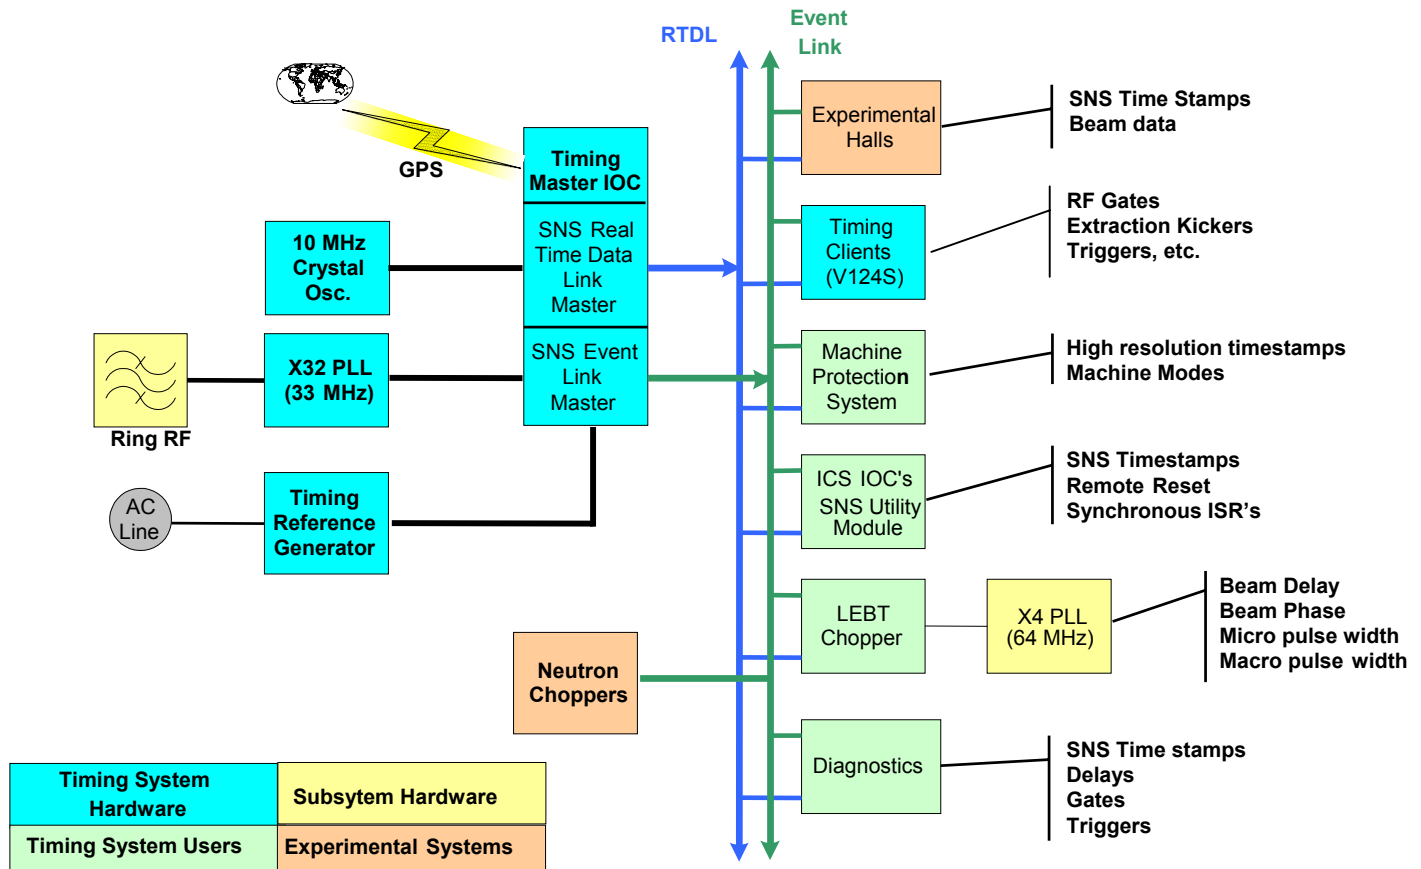 RTDL
Event
Link
GPS
Timing
Master IOC
SNS Real
Time Data
Link
Master
SNS Event
Link
Master
10 MHz
Crystal
Osc.
X32 PLL
(33 MHz)
Ring RF
AC
Line
Timing
Reference
Generator
Neutron
Choppers
Experimental
Halls
SNS Time Stamps
Beam data
Timing
Clients
(V124S)
RF Gates
Extraction Kickers
Triggers, etc.
Machine
Protection
System
High resolution timestamps
Machine Modes
ICS IOC's
SNS Utility
Module
SNS Timestamps
Remote Reset
Synchronous ISR's
LEBT
Chopper
X4 PLL
(64 MHz)
Beam Delay
Beam Phase
Micro pulse width
Macro pulse width
Diagnostics
SNS Time stamps
Delays
Gates
Triggers
Timing System
Hardware
Subsytem Hardware
Timing System Users
Experimental Systems